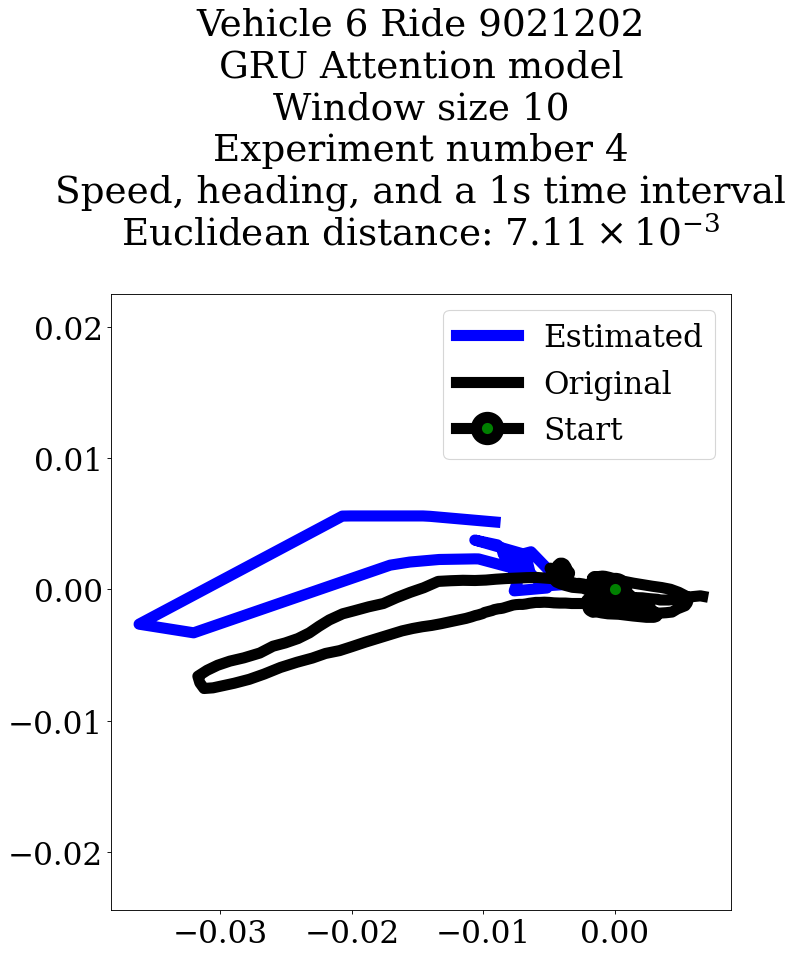 Vehicle 6 Ride 9021202
GRU Attention model
Window size 10
Experiment number 4
Speed, heading, and a 1s time interval
Euclidean distance: 7.11 × 10⁻³
Estimated
Original
Start
0.02
0.01
0.00
−0.01
−0.02
−0.03 −0.02 −0.01 0.00